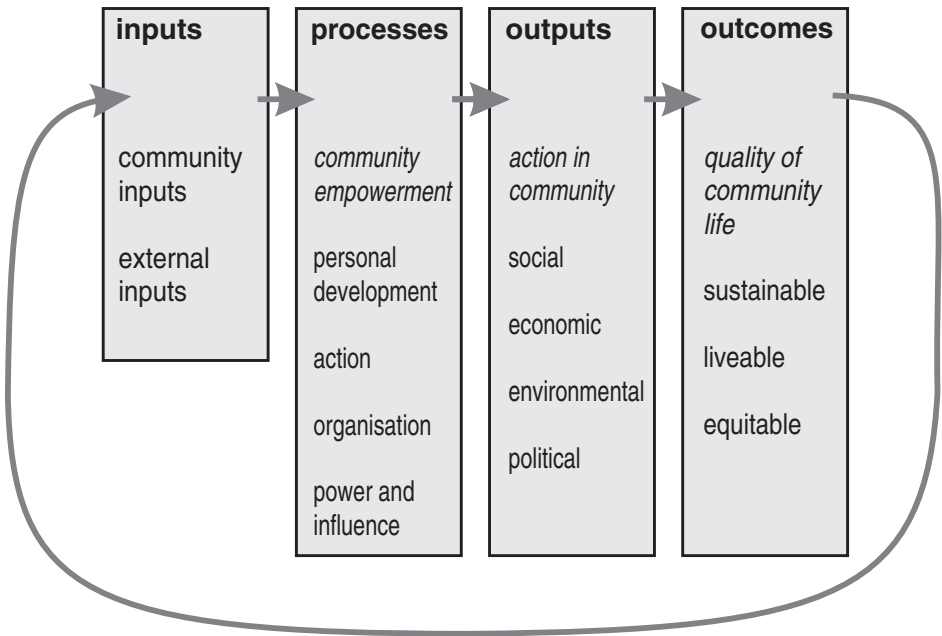 inputs
community
inputs
external
inputs
processes
community
empowerment
personal
development
action
organisation
power and
influence
outputs
action in
community
social
economic
environmental
political
outcomes
quality of
community
life
sustainable
liveable
equitable